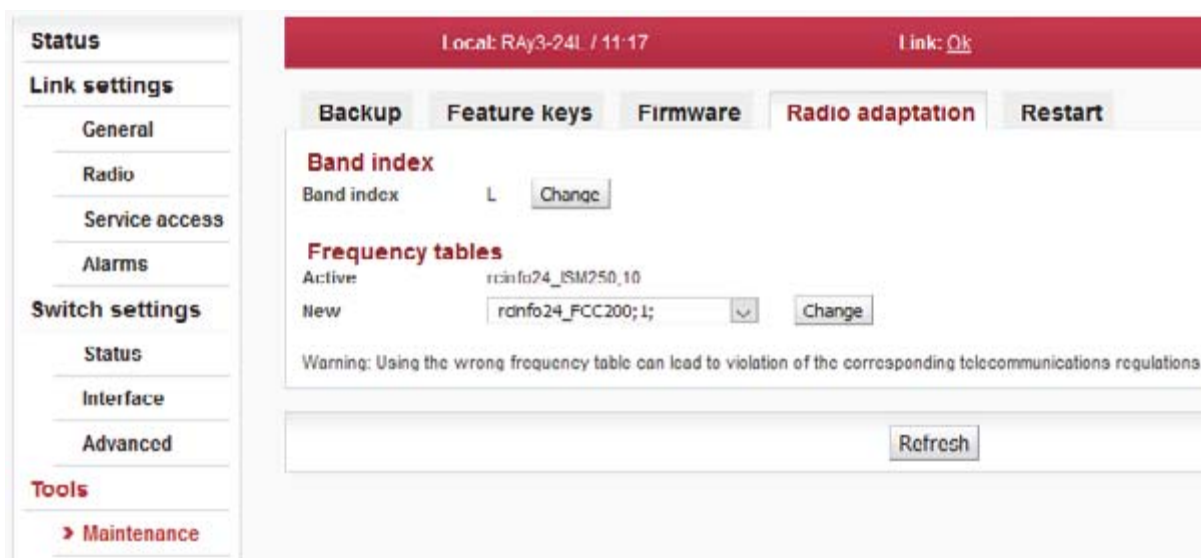 Status
Link settings
General
Radio
Service access
Alarms
Switch settings
Status
Interface
Advanced
Tools
> Maintenance
Local: RAy3-24L / 11:17 Link: Ok
Backup Feature keys Firmware Radio adaptation Restart
Band index
Band index L Change
Frequency tables
Active rcinfo24_ISM250;10
New rcinfo24_FCC200;1; Change
Warning: Using the wrong frequency table can lead to violation of the corresponding telecommunications regulations
Refresh